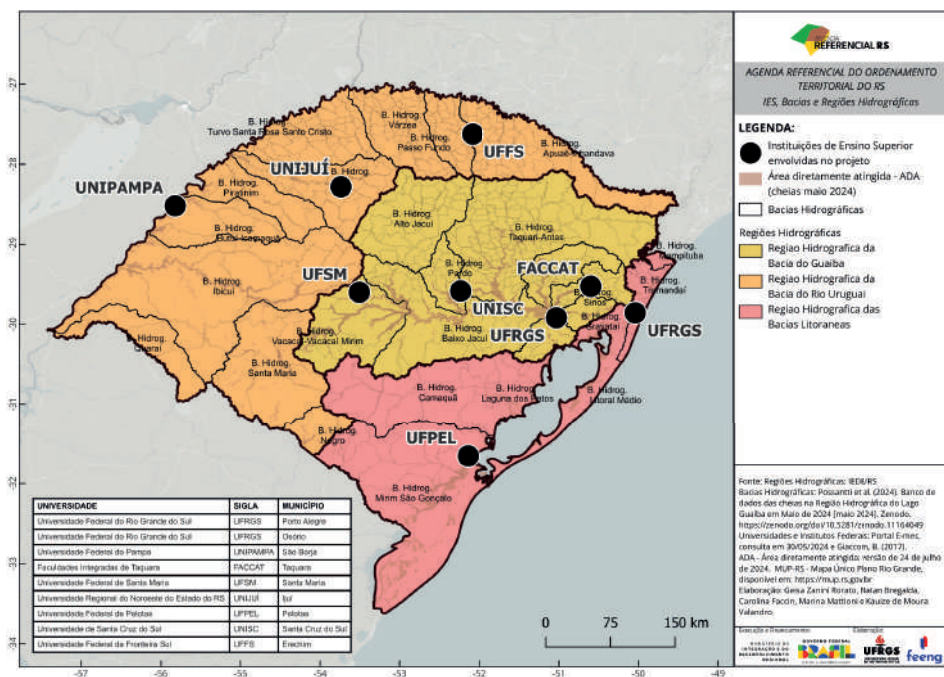 -27
-28
-29
-30
-31
-32
-33
-34
-57
-56
-55
-54
-53
-52
-51
-50
-49
B. Hidrog.
Turvo Santa Rosa Santo Cristo
B. Hidrog.
Várzea
B. Hidrog.
Passo Fundo
UFFS
B. Hidrog.
UNIJUÍ
B. Hidrog.
UNIPAMPA
B. Hidrog.
Piratinim
B. Hidrog.
Alto Jacuí
B. Hidrog.
Taquari-Antas
B. Hidrog.
Mampituba
B. Hidrog.
B. Hidrog.
Ibicuí
UFSM
B. Hidrog.
Pardo
FACCAT
B. Hidrog.
Tramandaí
UNISC
Sinos
UFRGS
B. Hidrog.
Gravataí
UFRGS
B. Hidrog.
Quaraí
B. Hidrog.
Vacacaí-Vacacaí Mirim
B. Hidrog.
Baixo Jacuí
B. Hidrog.
Santa Maria
B. Hidrog.
Camaquã
B. Hidrog.
Laguna dos Patos
B. Hidrog.
Litoral Médio
B. Hidrog.
Negro
UFPEL
B. Hidrog.
Mirim São Gonçalo
UNIVERSIDADE SIGLA MUNICÍPIO
Universidade Federal do Rio Grande do Sul UFRGS Porto Alegre
Universidade Federal do Rio Grande do Sul UFRGS Osório
Universidade Federal do Pampa UNIPAMPA São Borja
Faculdades Integradas de Taquara FACCAT Taquara
Universidade Federal de Santa Maria UFSM Santa Maria
Universidade Regional do Noroeste do Estado do RS UNIJUÍ Ijuí
Universidade Federal de Pelotas UFPEL Pelotas
Universidade de Santa Cruz do Sul UNISC Santa Cruz do Sul
Universidade Federal da Fronteira Sul UFFS Erechim
0 75 150 km
REFERENCIAL RS
AGENDA REFERENCIAL DO ORDENAMENTO
TERRITORIAL DO RS
IES, Bacias e Regiões Hidrográficas
LEGENDA:
Instituições de Ensino Superior
envolvidas no projeto
Área diretamente atingida - ADA
(cheias maio 2024)
Bacias Hidrográficas
Regiões Hidrográficas
Regiao Hidrografica da
Bacia do Guaiba
Regiao Hidrografica da
Bacia do Rio Uruguai
Regiao Hidrografica das
Bacias Litoraneas
Fonte: Regiões Hidrográficas: IEDE/RS
Bacias Hidrográficas: Possantti et al. (2024). Banco de
dados das cheias na Região Hidrográfica do Lago
Guaíba em Maio de 2024 [maio 2024]. Zenodo.
https://zenodo.org/doi/10.5281/zenodo.11164049
Universidades e Institutos Federais: Portal E-mec,
consulta em 30/05/2024 e Giaccom, B. (2017).
ADA - Área diretamente atingida: versão de 24 de julho
de 2024. MUP-RS - Mapa Único Plano Rio Grande,
disponível em: https://mup.rs.gov.br
Elaboração: Geisa Zanini Rorato, Natan Bregalda,
Carolina Faccin, Marina Mattioni e Kauize de Moura
Valandro.
Execução e Financiamento: Elaboração:
MINISTÉRIO DA
INTEGRAÇÃO E DO
DESENVOLVIMENTO
REGIONAL
GOVERNO FEDERAL
BRASIL
UFRGS
feeng